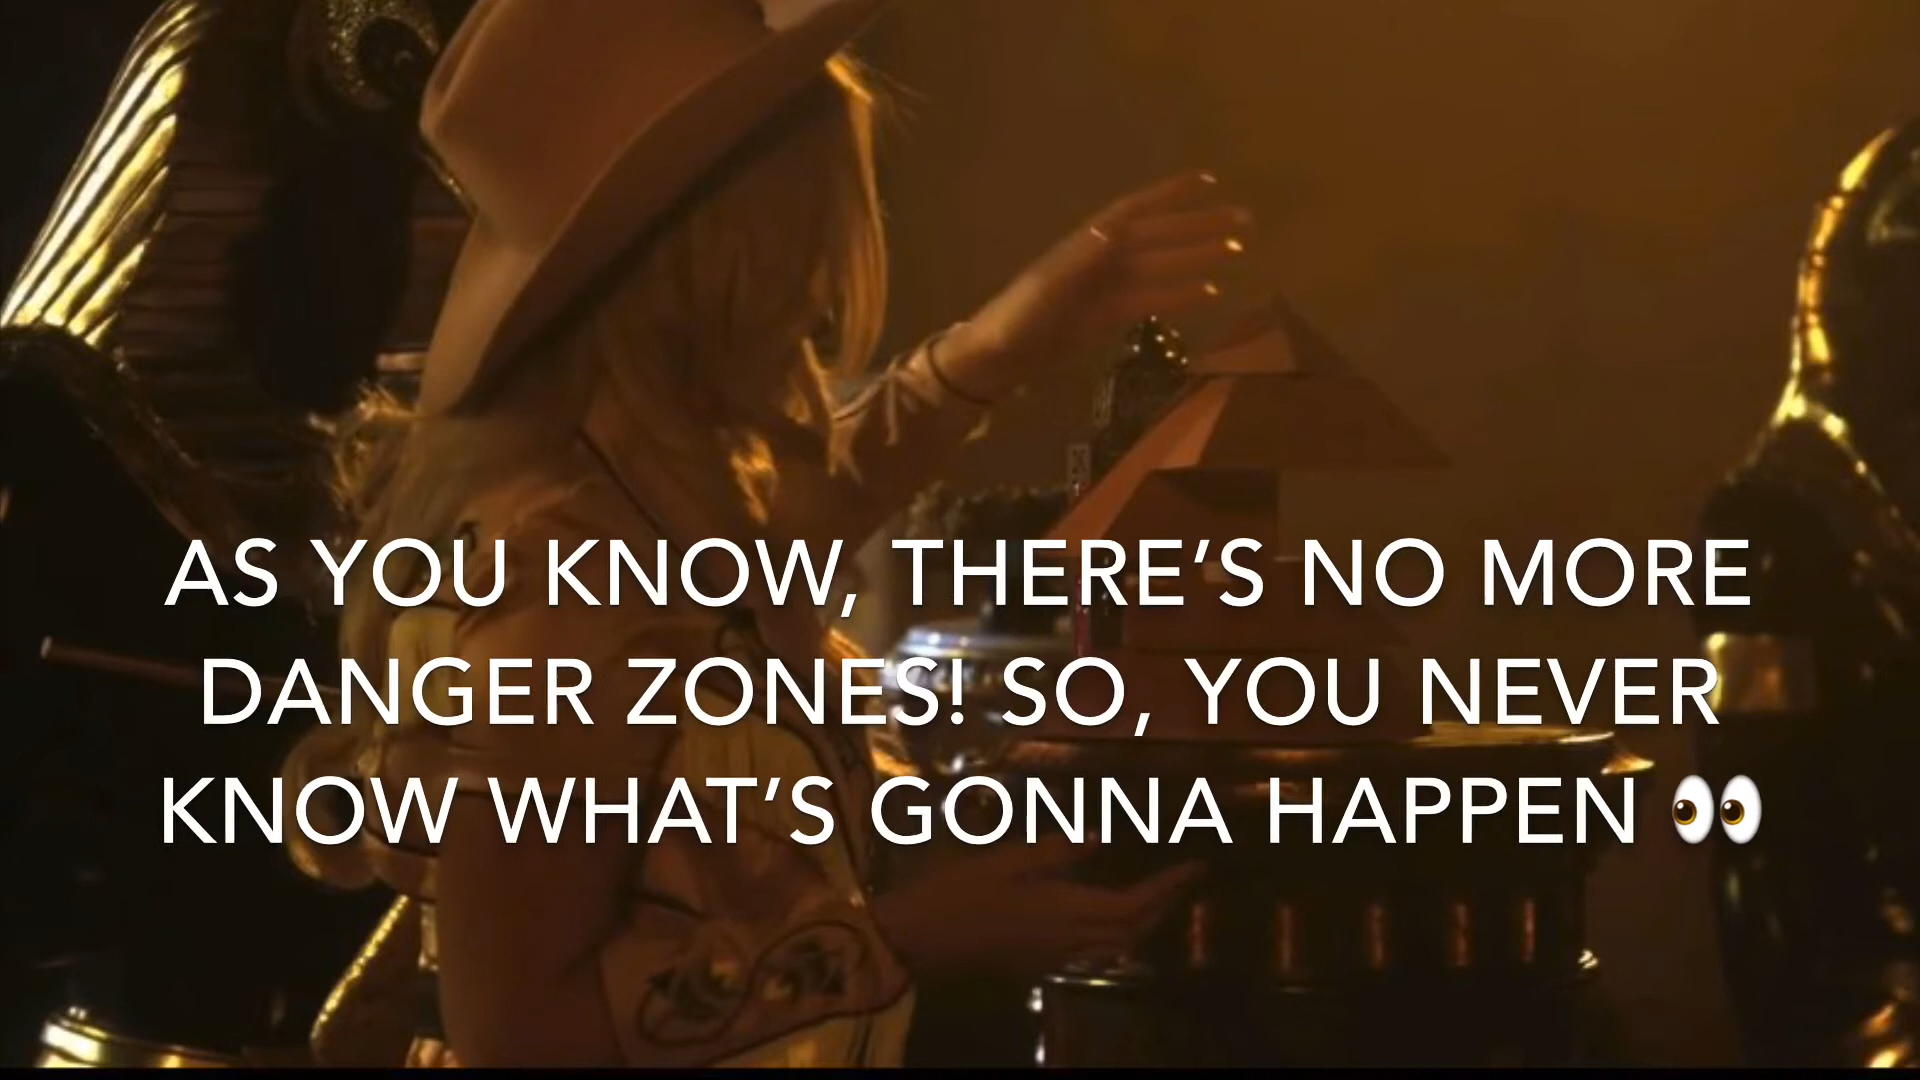 AS YOU KNOW, THERE’S NO MORE
DANGER ZONES! SO, YOU NEVER
KNOW WHAT’S GONNA HAPPEN 👀